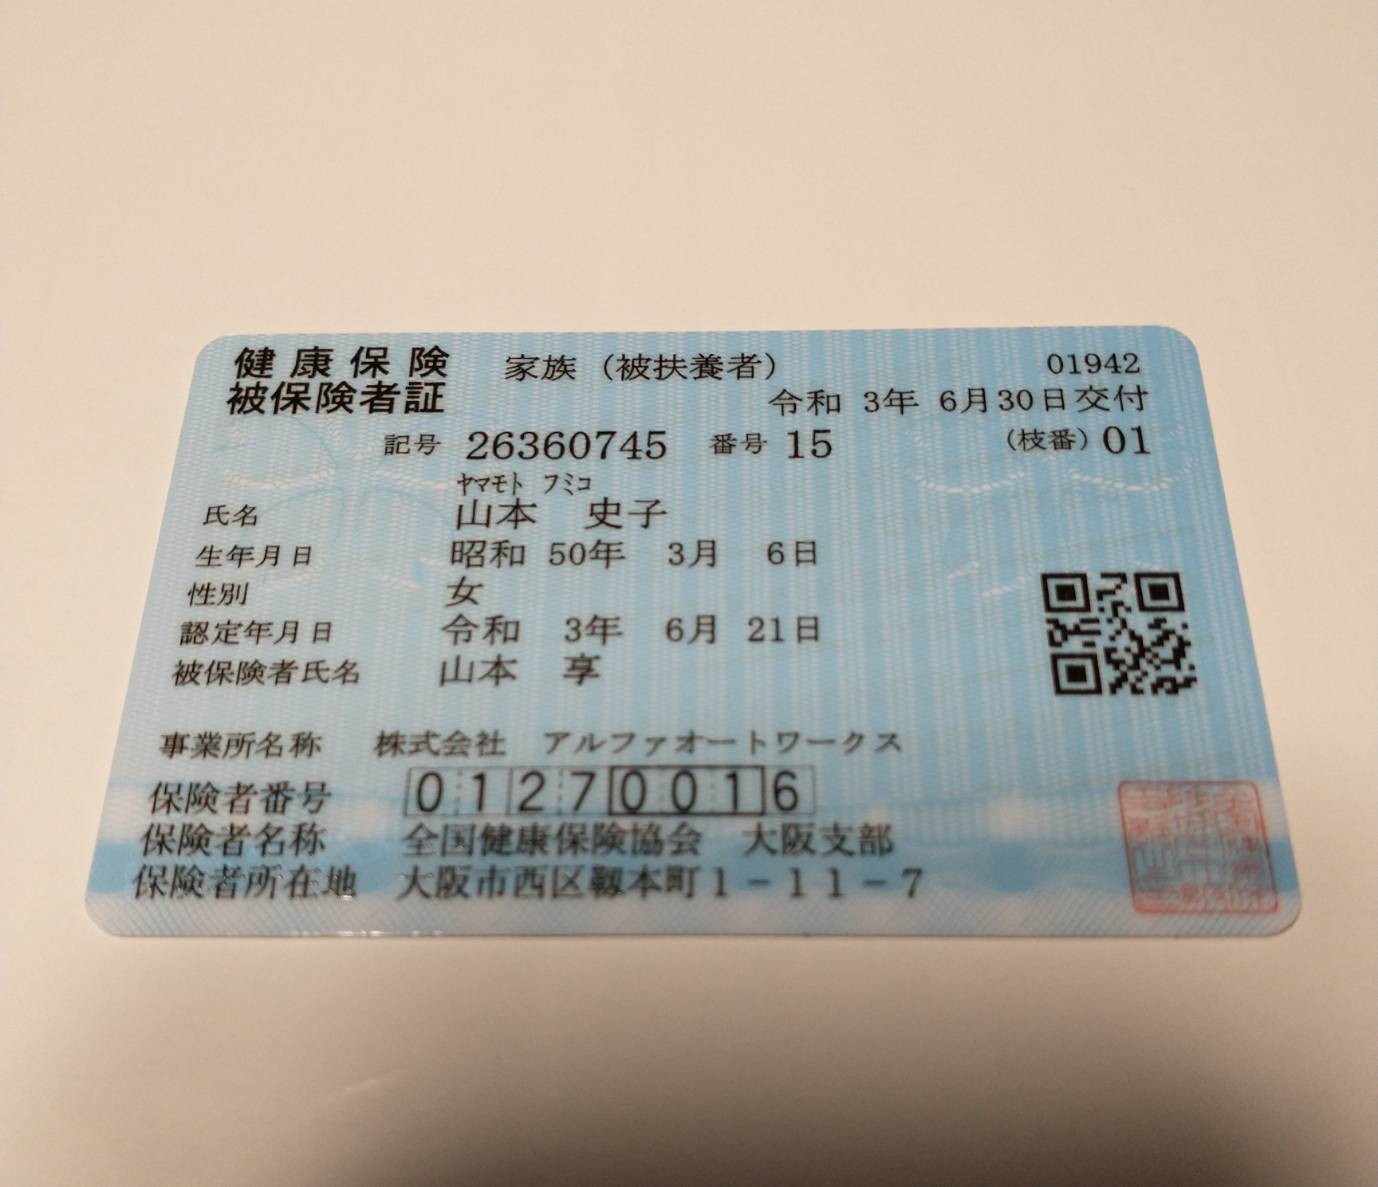 健康保険 家族（被扶養者） 01942
被保険者証 令和 3年 6月30日交付
記号 26360745 番号 15 （枝番）01
ﾔﾏﾓﾄ ﾌﾐｺ
氏名 山本 史子
生年月日 昭和 50年 3月 6日
性別 女
認定年月日 令和 3年 6月 21日
被保険者氏名 山本 享
事業所名称 株式会社 アルファオートワークス
保険者番号 01270016
保険者名称 全国健康保険協会 大阪支部
保険者所在地 大阪市西区靱本町１－１１－７